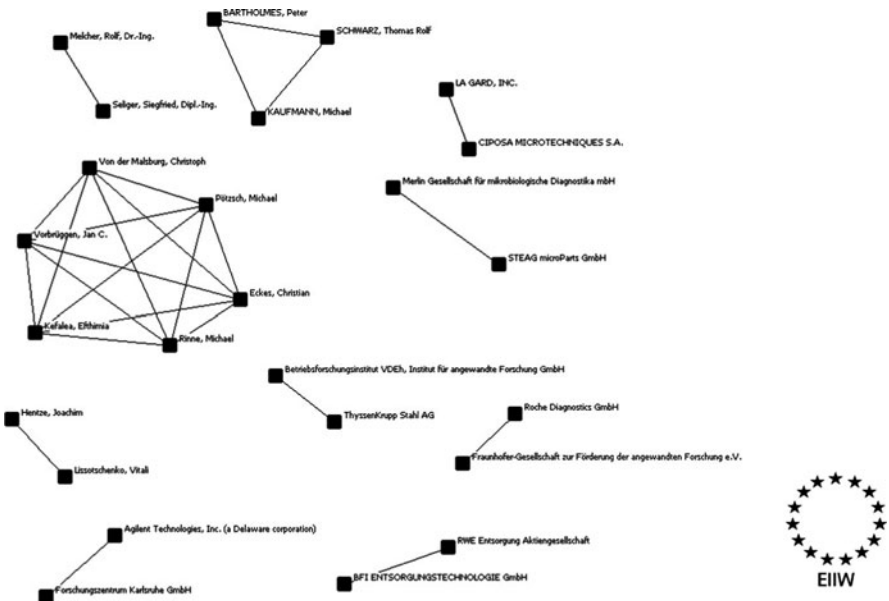 BARTHOLMES, Peter
Melcher, Rolf, Dr.-Ing.
SCHWARZ, Thomas Rolf
LA GARD, INC.
Seliger, Siegfried, Dipl.-Ing.
KAUFMANN, Michael
CIPOSA MICROTECHNIQUES S.A.
Von der Malsburg, Christoph
Merlin Gesellschaft für mikrobiologische Diagnostika mbH
Pötzsch, Michael
Vorbrüggen, Jan C.
STEAG microParts GmbH
Eckes, Christian
Kefalea, Efthimia
Rinne, Michael
Betriebsforschungsinstitut VDEh, Institut für angewandte Forschung GmbH
Hentze, Joachim
ThyssenKrupp Stahl AG
Roche Diagnostics GmbH
Fraunhofer-Gesellschaft zur Förderung der angewandten Forschung e.V.
Lissotschenko, Vitali
Agilent Technologies, Inc. (a Delaware corporation)
RWE Entsorgung Aktiengesellschaft
BFI ENTSORGUNGSTECHNOLOGIE GmbH
Forschungszentrum Karlsruhe GmbH
EIIW